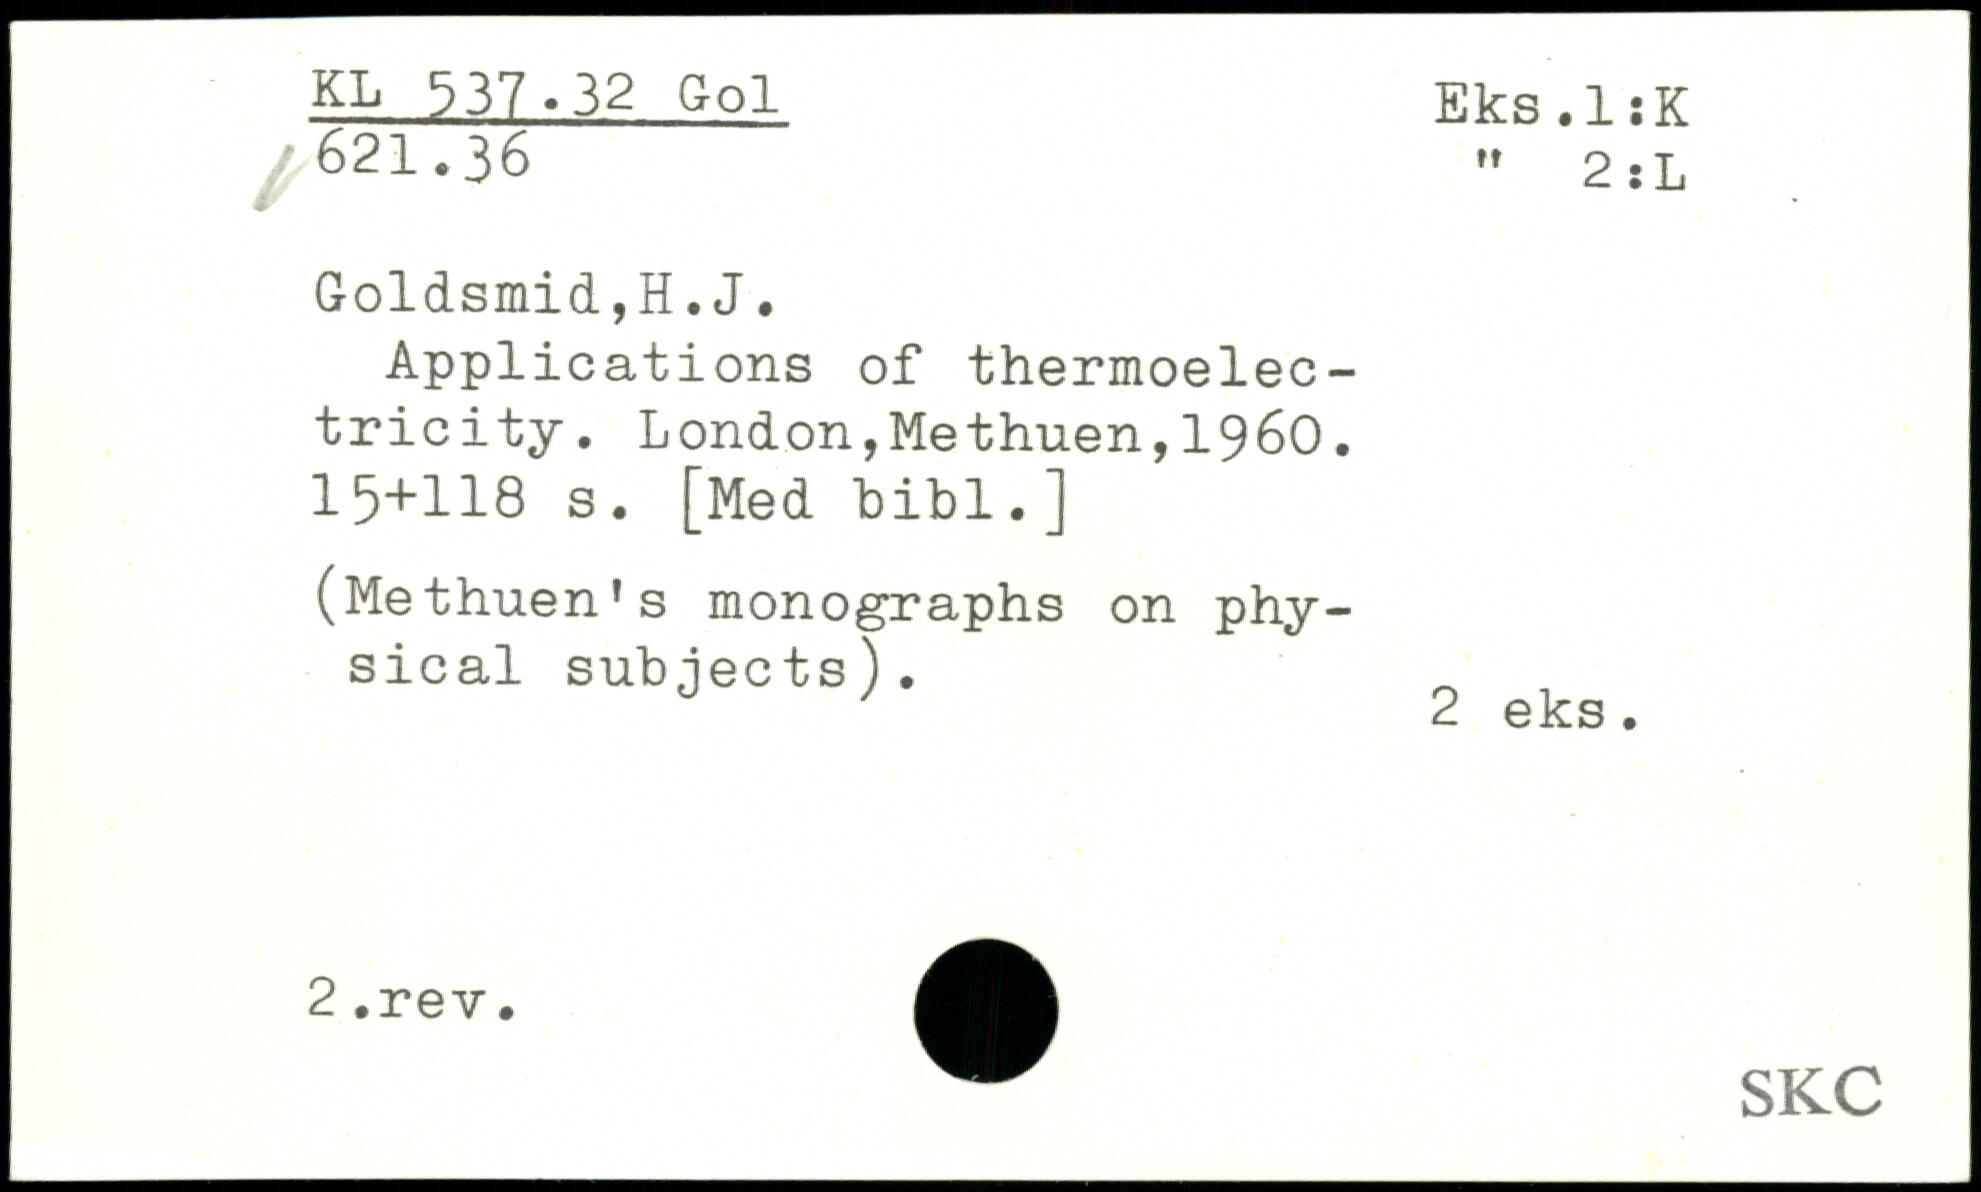 KL 537.32 Gol
621.36
Eks.1:K
" 2:L
Goldsmid,H.J.
Applications of thermoelec-
tricity. London,Methuen,1960.
15+118 s. [Med bibl.]
(Methuen's monographs on phy-
sical subjects).
2 eks.
2.rev.
SKC